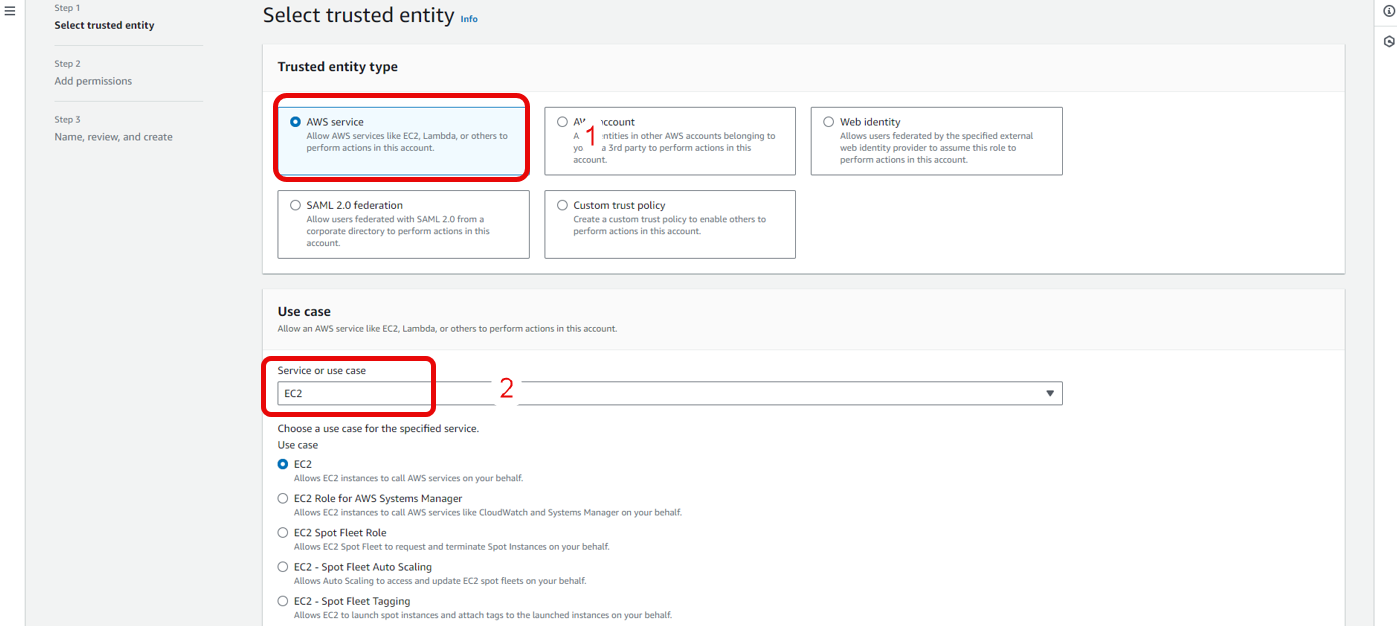 Step 1
Select trusted entity
Step 2
Add permissions
Step 3
Name, review, and create
Select trusted entity Info
Trusted entity type
AWS service
Allow AWS services like EC2, Lambda, or others to
perform actions in this account.
1
account
entities in other AWS accounts belonging to
a 3rd party to perform actions in this
account.
Web identity
Allows users federated by the specified external
web identity provider to assume this role to
perform actions in this account.
SAML 2.0 federation
Allow users federated with SAML 2.0 from a
corporate directory to perform actions in this
account.
Custom trust policy
Create a custom trust policy to enable others to
perform actions in this account.
Use case
Allow an AWS service like EC2, Lambda, or others to perform actions in this account.
Service or use case
EC2
2
Choose a use case for the specified service.
Use case
EC2
Allows EC2 instances to call AWS services on your behalf.
EC2 Role for AWS Systems Manager
Allows EC2 instances to call AWS services like CloudWatch and Systems Manager on your behalf.
EC2 Spot Fleet Role
Allows EC2 Spot Fleet to request and terminate Spot Instances on your behalf.
EC2 - Spot Fleet Auto Scaling
Allows Auto Scaling to access and update EC2 spot fleets on your behalf.
EC2 - Spot Fleet Tagging
Allows EC2 to launch spot instances and attach tags to the launched instances on your behalf.